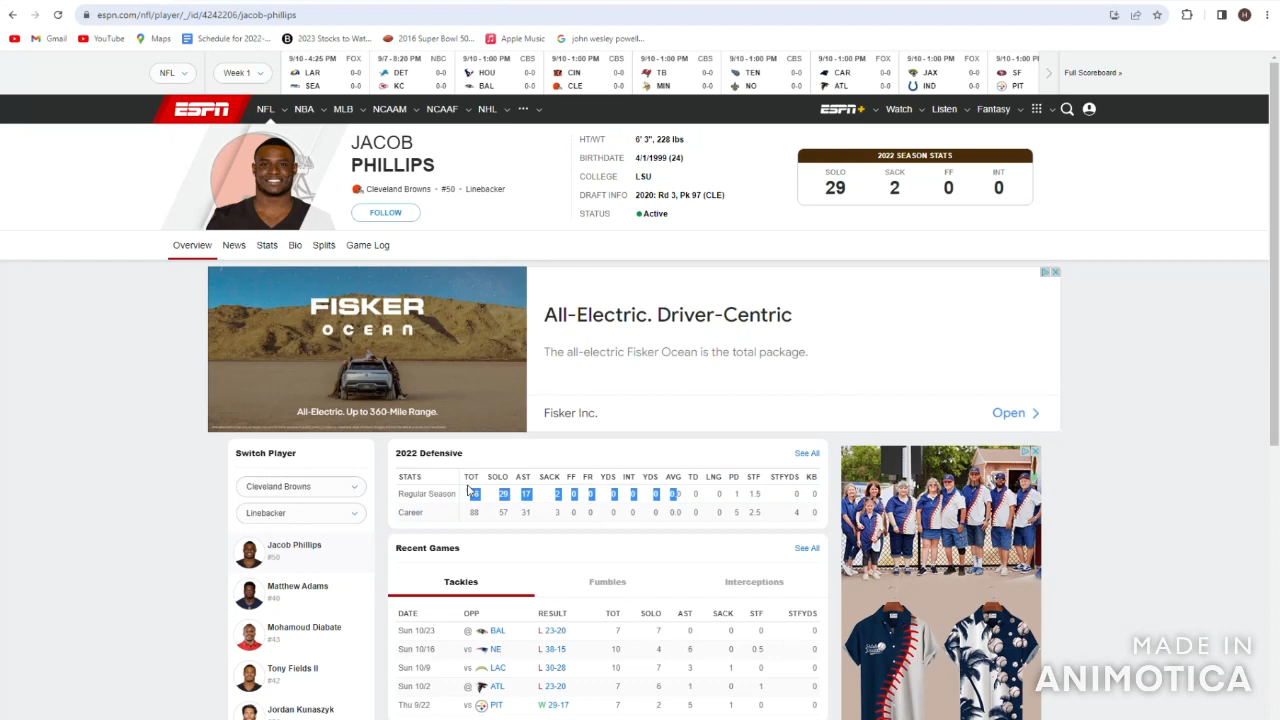 espn.com/nfl/player/_/id/4242206/jacob-phillips
Gmail YouTube Maps Schedule for 2022-... 2023 Stocks to Wat... 2016 Super Bowl 50... Apple Music john wesley powell...
NFL Week 1
9/10 - 4:25 PM FOX 9/7 - 8:20 PM NBC 9/10 - 1:00 PM CBS 9/10 - 1:00 PM FOX 9/10 - 1:00 PM CBS 9/10 - 1:00 PM CBS 9/10 - 1:00 PM FOX 9/10 - 1:00 PM FOX 9/10 - 1:00 PM
LAR 0-0 DET 0-0 HOU 0-0 CIN 0-0 TB 0-0 TEN 0-0 CAR 0-0 JAX 0-0 SF
SEA 0-0 KC 0-0 BAL 0-0 CLE 0-0 MIN 0-0 NO 0-0 ATL 0-0 IND 0-0 PIT
Full Scoreboard »
ESPN NFL NBA MLB NCAAM NCAAF NHL ... ESPN+ Watch Listen Fantasy
JACOB
PHILLIPS
Cleveland Browns • #50 • Linebacker
FOLLOW
HT/WT 6' 3", 228 lbs
BIRTHDATE 4/1/1999 (24)
COLLEGE LSU
DRAFT INFO 2020: Rd 3, Pk 97 (CLE)
STATUS Active
2022 SEASON STATS
SOLO SACK FF INT
29 2 0 0
Overview News Stats Bio Splits Game Log
FISKER
OCEAN
All-Electric. Up to 360-Mile Range.
All-Electric. Driver-Centric
The all-electric Fisker Ocean is the total package.
Fisker Inc. Open
Switch Player
Cleveland Browns
Linebacker
Jacob Phillips
#50
Matthew Adams
#40
Mohamoud Diabate
#43
Tony Fields II
#42
Jordan Kunaszyk
2022 Defensive See All
STATS TOT SOLO AST SACK FF FR YDS INT YDS AVG TD LNG PD STF STFYDS KB
Regular Season 29 17 2 0 0 0 0 0 0.0 0 0 1 1.5 0 0
Career 88 57 31 3 0 0 0 0 0 0.0 0 0 5 2.5 4 0
Recent Games See All
Tackles Fumbles Interceptions
DATE OPP RESULT TOT SOLO AST SACK STF STFYDS
Sun 10/23 @ BAL L 23-20 7 7 0 0 0 0
Sun 10/16 vs NE L 38-15 10 4 6 0 0.5 0
Sun 10/9 vs LAC L 30-28 10 7 3 1 0 0
Sun 10/2 @ ATL L 23-20 7 6 1 0 1 0
Thu 9/22 vs PIT W 29-17 7 2 5 1 0 0
MADE IN
ANIMOTICA